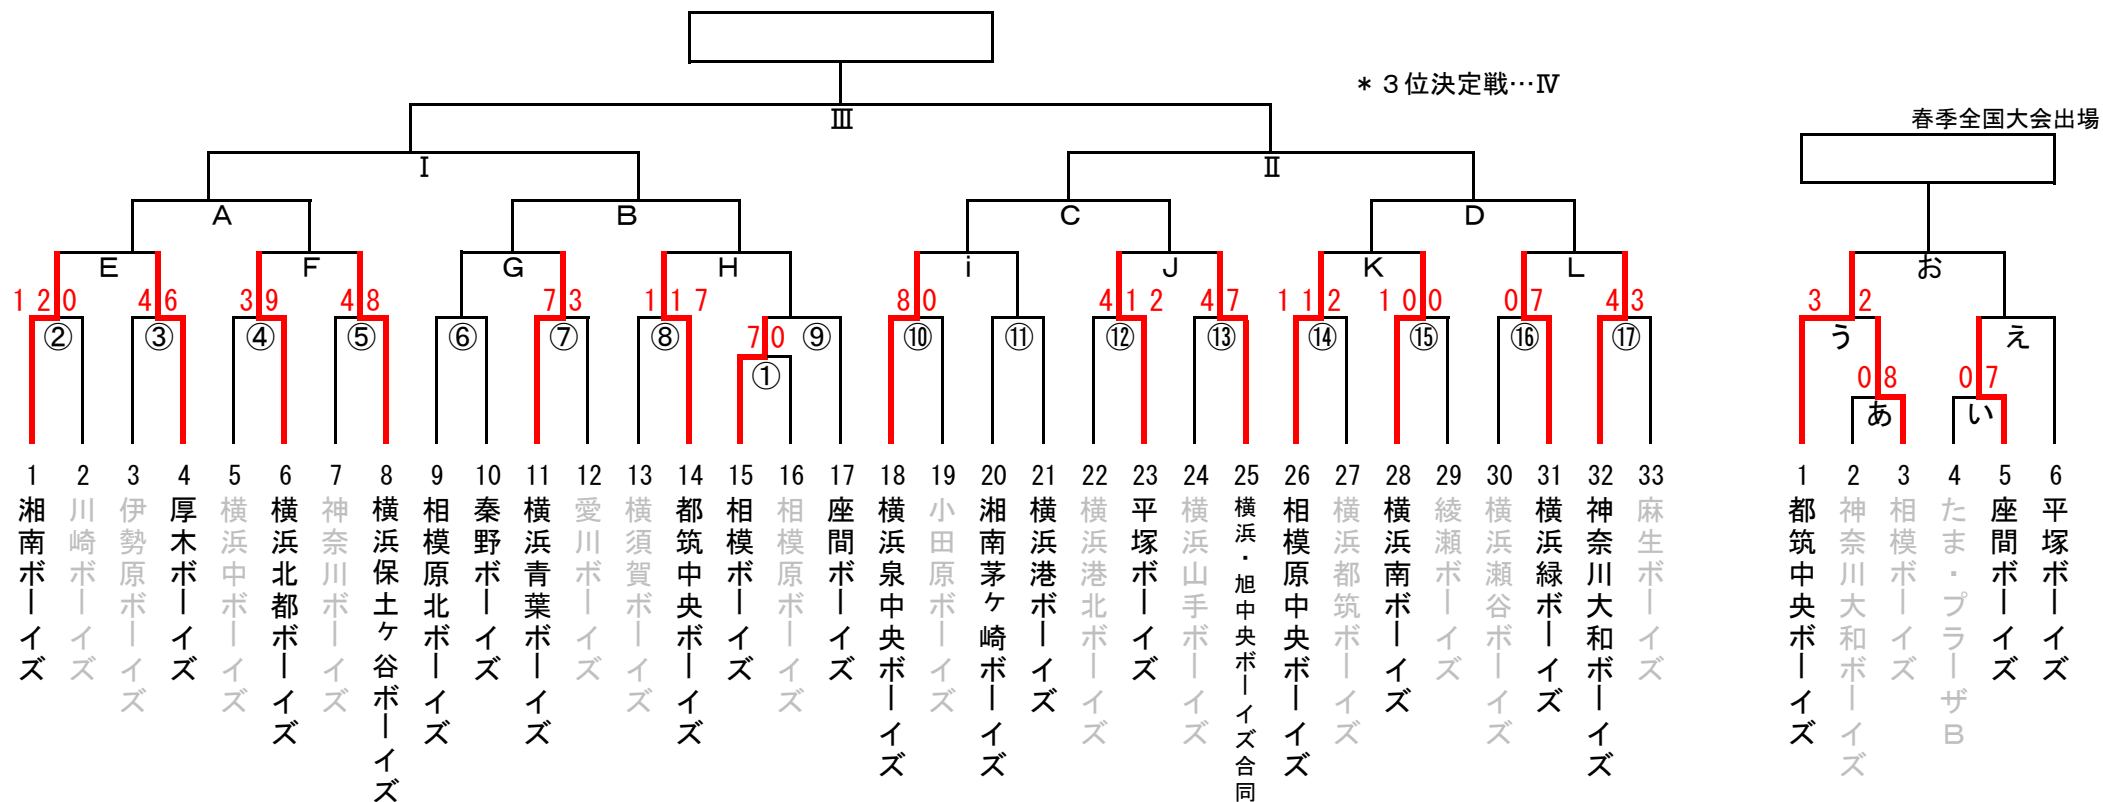 ＊３位決定戦…Ⅳ
春季全国大会出場
Ⅲ
Ⅰ
Ⅱ
A
B
C
D
E
F
G
H
i
J
K
L
お
1 2 0
4 6
3 9
4 8
7 3
1 1 7
8 0
4 1 2
4 7
1 1 2
1 0 0
0 7
4 3
3 2
②
③
④
⑤
⑥
⑦
⑧
7 0
⑨
⑩
⑪
⑫
⑬
⑭
⑮
⑯
⑰
う
え
①
0 8
0 7
あ
い
1 湘南ボーイズ
2 川崎ボーイズ
3 伊勢原ボーイズ
4 厚木ボーイズ
5 横浜中ボーイズ
6 横浜北都ボーイズ
7 神奈川ボーイズ
8 横浜保土ヶ谷ボーイズ
9 相模原北ボーイズ
10 秦野ボーイズ
11 横浜青葉ボーイズ
12 愛川ボーイズ
13 横須賀ボーイズ
14 都筑中央ボーイズ
15 相模ボーイズ
16 相模原ボーイズ
17 座間ボーイズ
18 横浜泉中央ボーイズ
19 小田原ボーイズ
20 湘南茅ケ崎ボーイズ
21 横浜港ボーイズ
22 横浜港北ボーイズ
23 平塚ボーイズ
24 横浜山手ボーイズ
25 横浜・旭中央ボーイズ合同
26 相模原中央ボーイズ
27 横浜都筑ボーイズ
28 横浜南ボーイズ
29 綾瀬ボーイズ
30 横浜瀬谷ボーイズ
31 横浜緑ボーイズ
32 神奈川大和ボーイズ
33 麻生ボーイズ
1 都筑中央ボーイズ
2 神奈川大和ボーイズ
3 相模ボーイズ
4 たま・プラーザB
5 座間ボーイズ
6 平塚ボーイズ